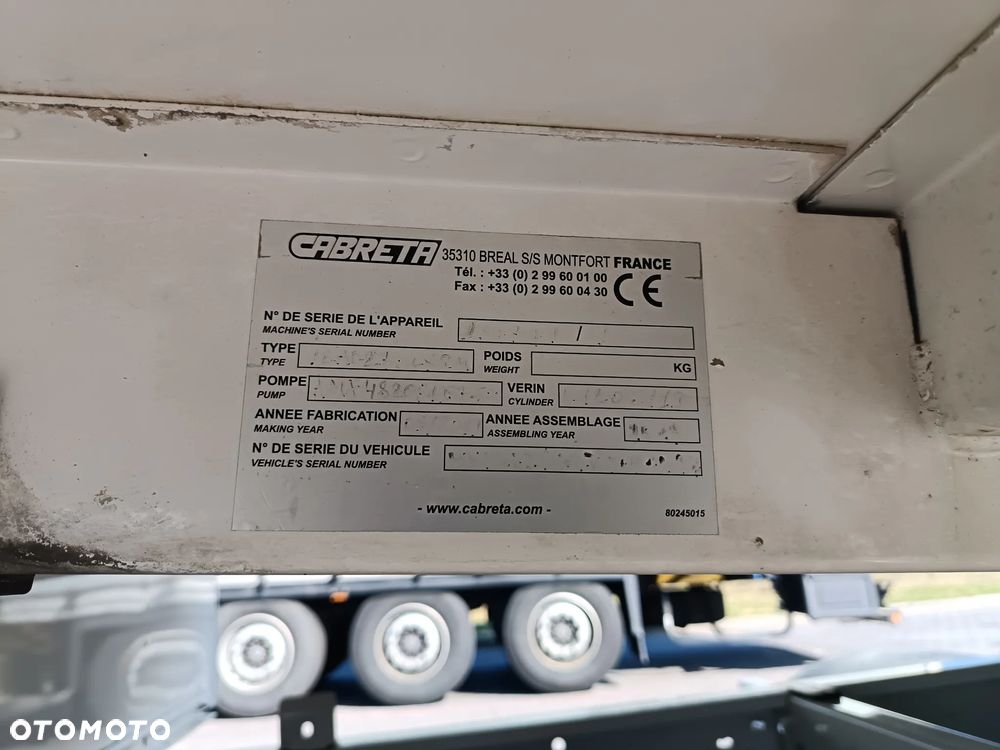 CABRETA 35310 BREAL S/S MONTFORT FRANCE
Tél. : +33 (0) 2 99 60 01 00
Fax : +33 (0) 2 99 60 04 30
CE
N° DE SERIE DE L'APPAREIL
MACHINE'S SERIAL NUMBER
/
TYPE
TYPE
POIDS
WEIGHT
KG
POMPE
PUMP
VERIN
CYLINDER
ANNEE FABRICATION
MAKING YEAR
ANNEE ASSEMBLAGE
ASSEMBLING YEAR
N° DE SERIE DU VEHICULE
VEHICLE'S SERIAL NUMBER
- www.cabreta.com -
80245015
OTOMOTO